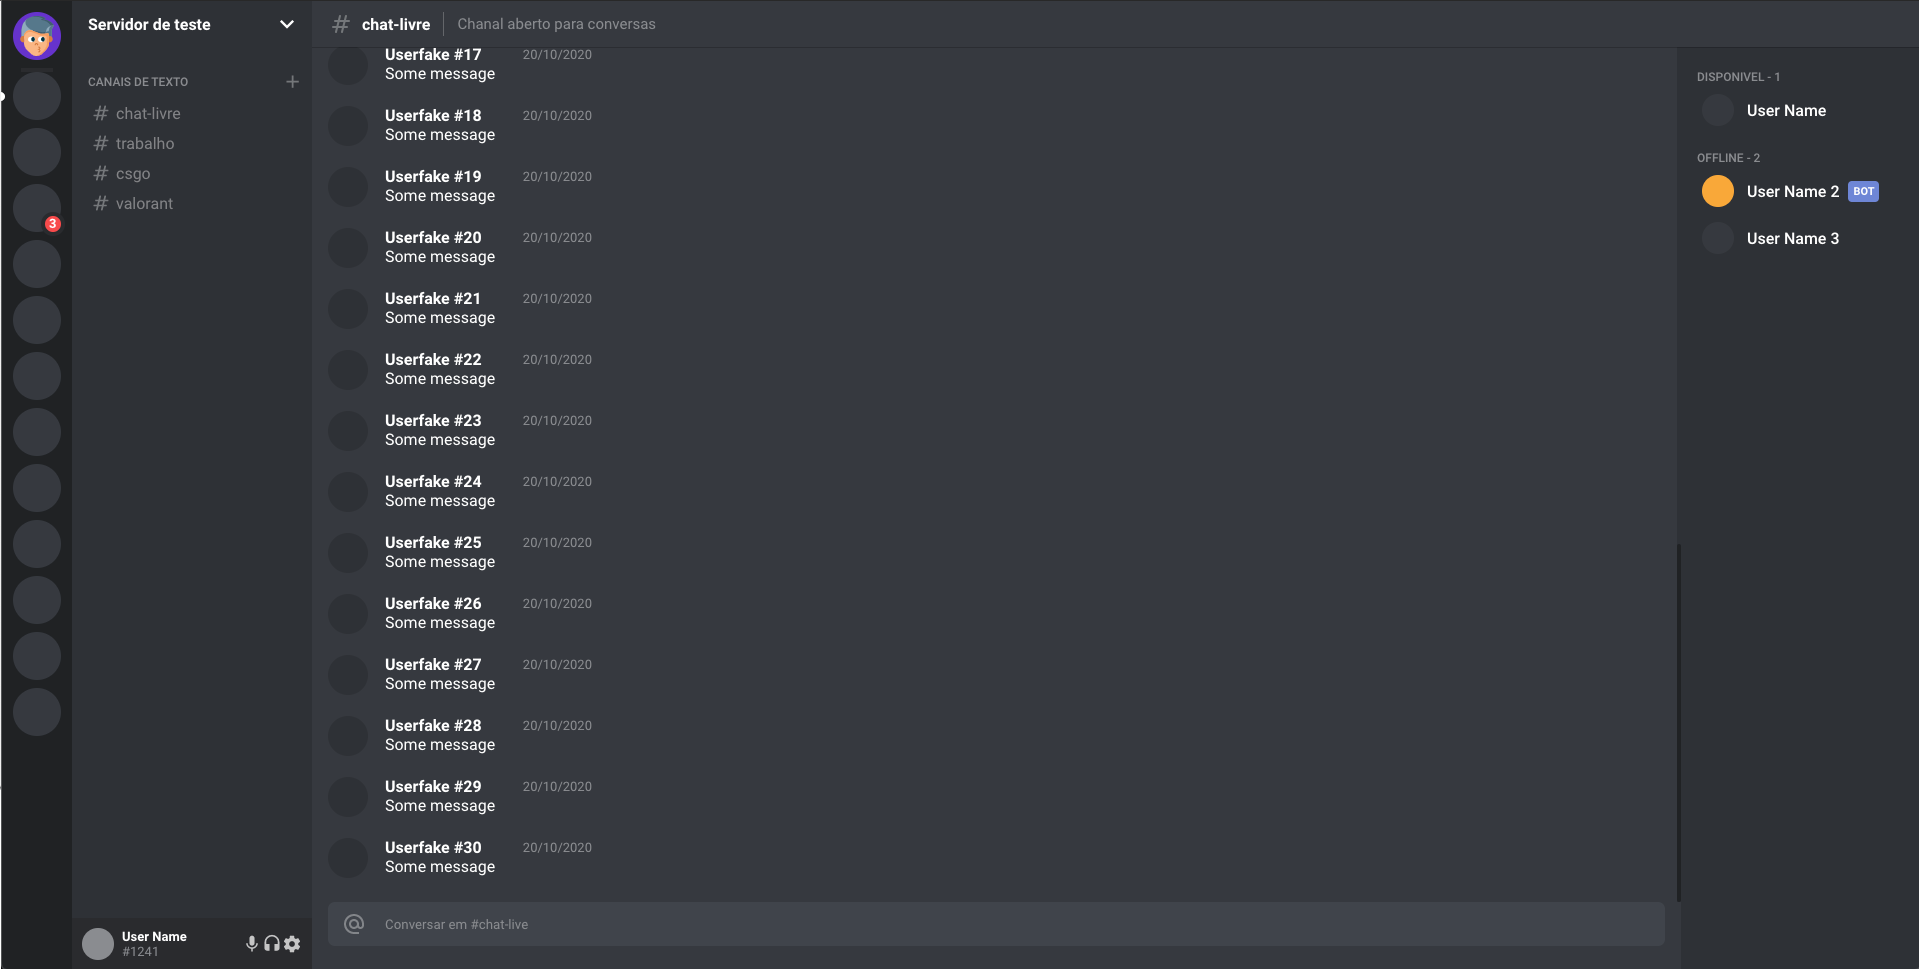 Servidor de teste
CANAIS DE TEXTO
chat-livre
trabalho
csgo
valorant
3
User Name
#1241
# chat-livre Chanal aberto para conversas
Userfake #17 20/10/2020
Some message
Userfake #18 20/10/2020
Some message
Userfake #19 20/10/2020
Some message
Userfake #20 20/10/2020
Some message
Userfake #21 20/10/2020
Some message
Userfake #22 20/10/2020
Some message
Userfake #23 20/10/2020
Some message
Userfake #24 20/10/2020
Some message
Userfake #25 20/10/2020
Some message
Userfake #26 20/10/2020
Some message
Userfake #27 20/10/2020
Some message
Userfake #28 20/10/2020
Some message
Userfake #29 20/10/2020
Some message
Userfake #30 20/10/2020
Some message
@ Conversar em #chat-live
DISPONIVEL - 1
User Name
OFFLINE - 2
User Name 2 BOT
User Name 3